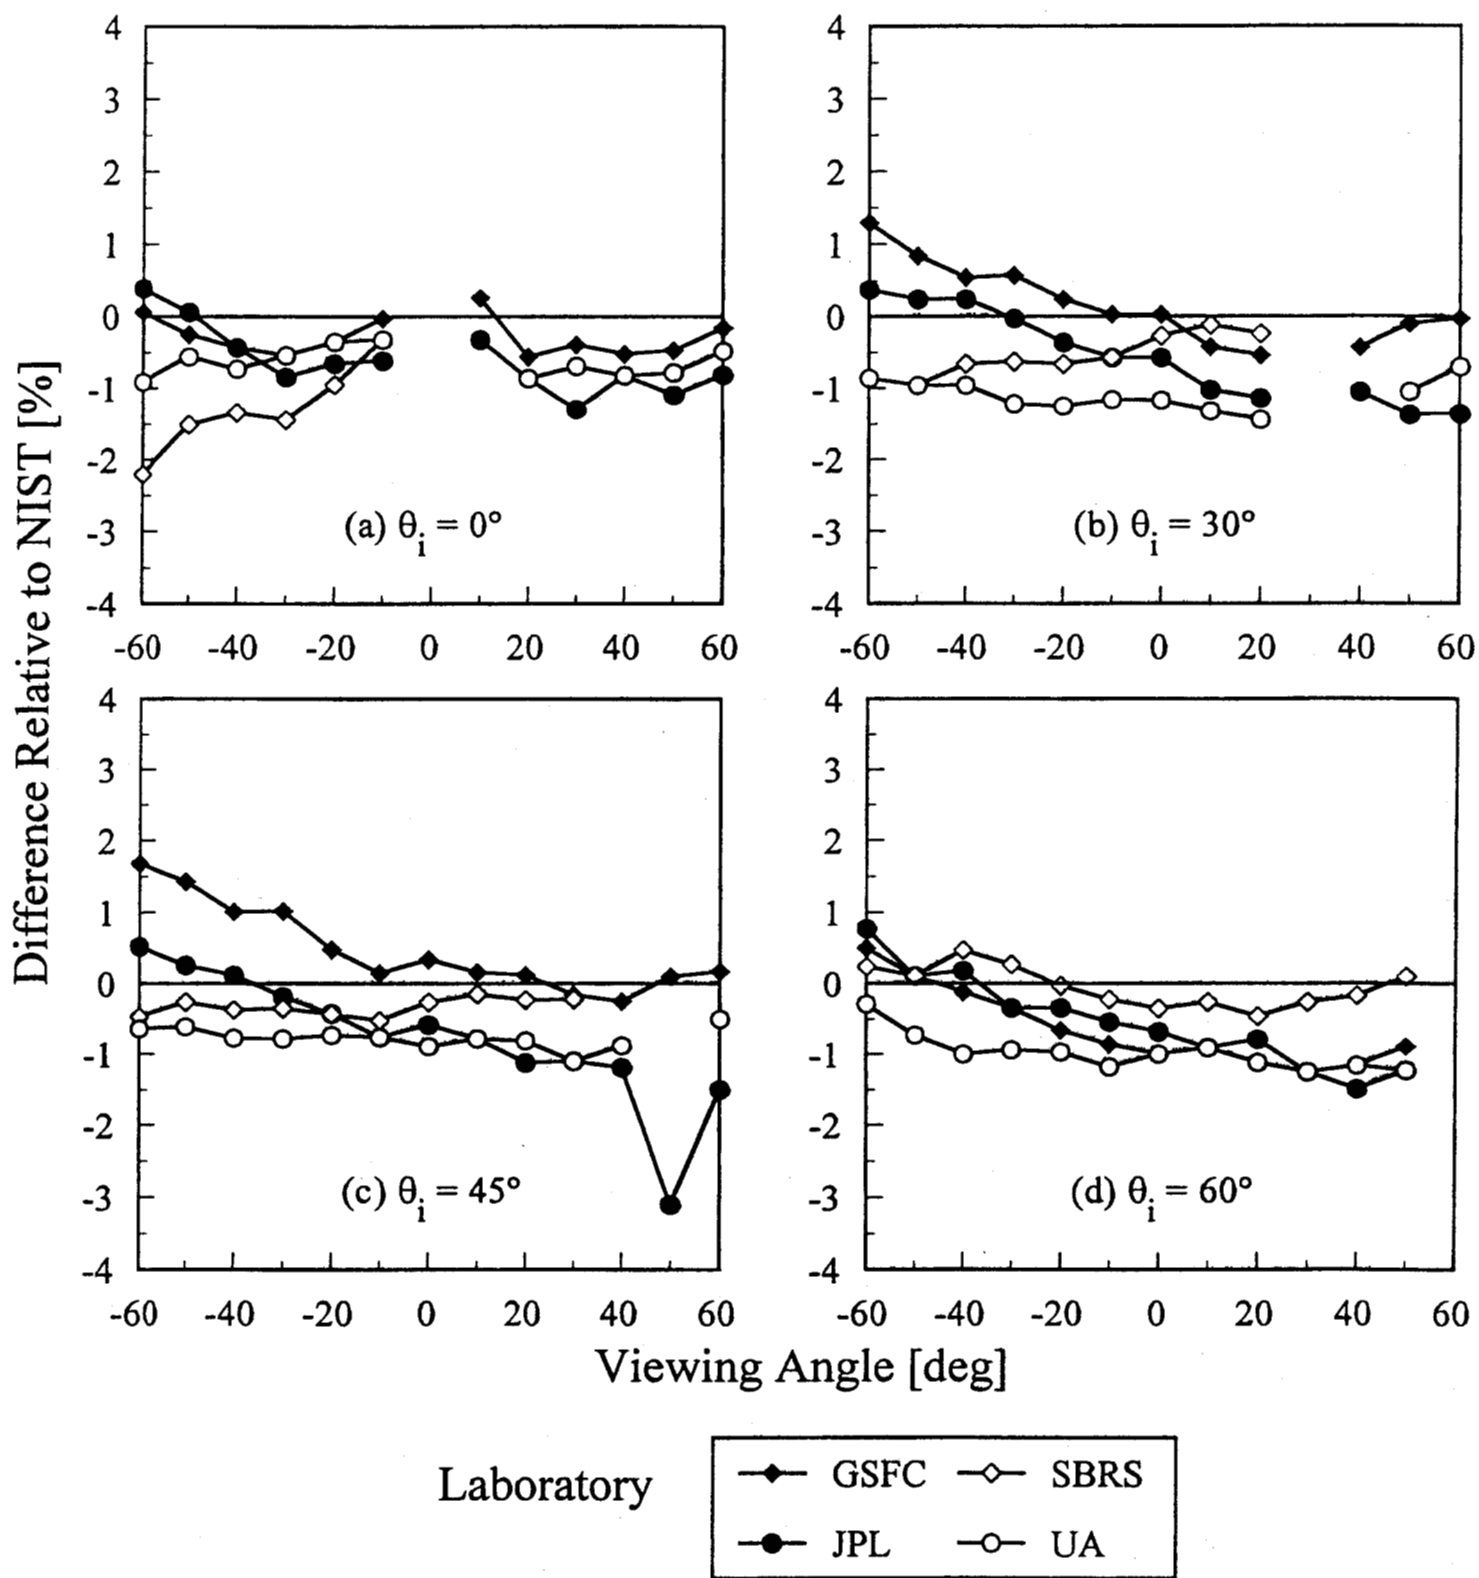 Difference Relative to NIST [%]
4
3
2
1
0
-1
-2
-3
-4
(a) θi = 0°
-60 -40 -20 0 20 40 60
4
3
2
1
0
-1
-2
-3
-4
(b) θi = 30°
-60 -40 -20 0 20 40 60
4
3
2
1
0
-1
-2
-3
-4
(c) θi = 45°
-60 -40 -20 0 20 40 60
4
3
2
1
0
-1
-2
-3
-4
(d) θi = 60°
-60 -40 -20 0 20 40 60
Viewing Angle [deg]
Laboratory
GSFC SBRS
JPL UA